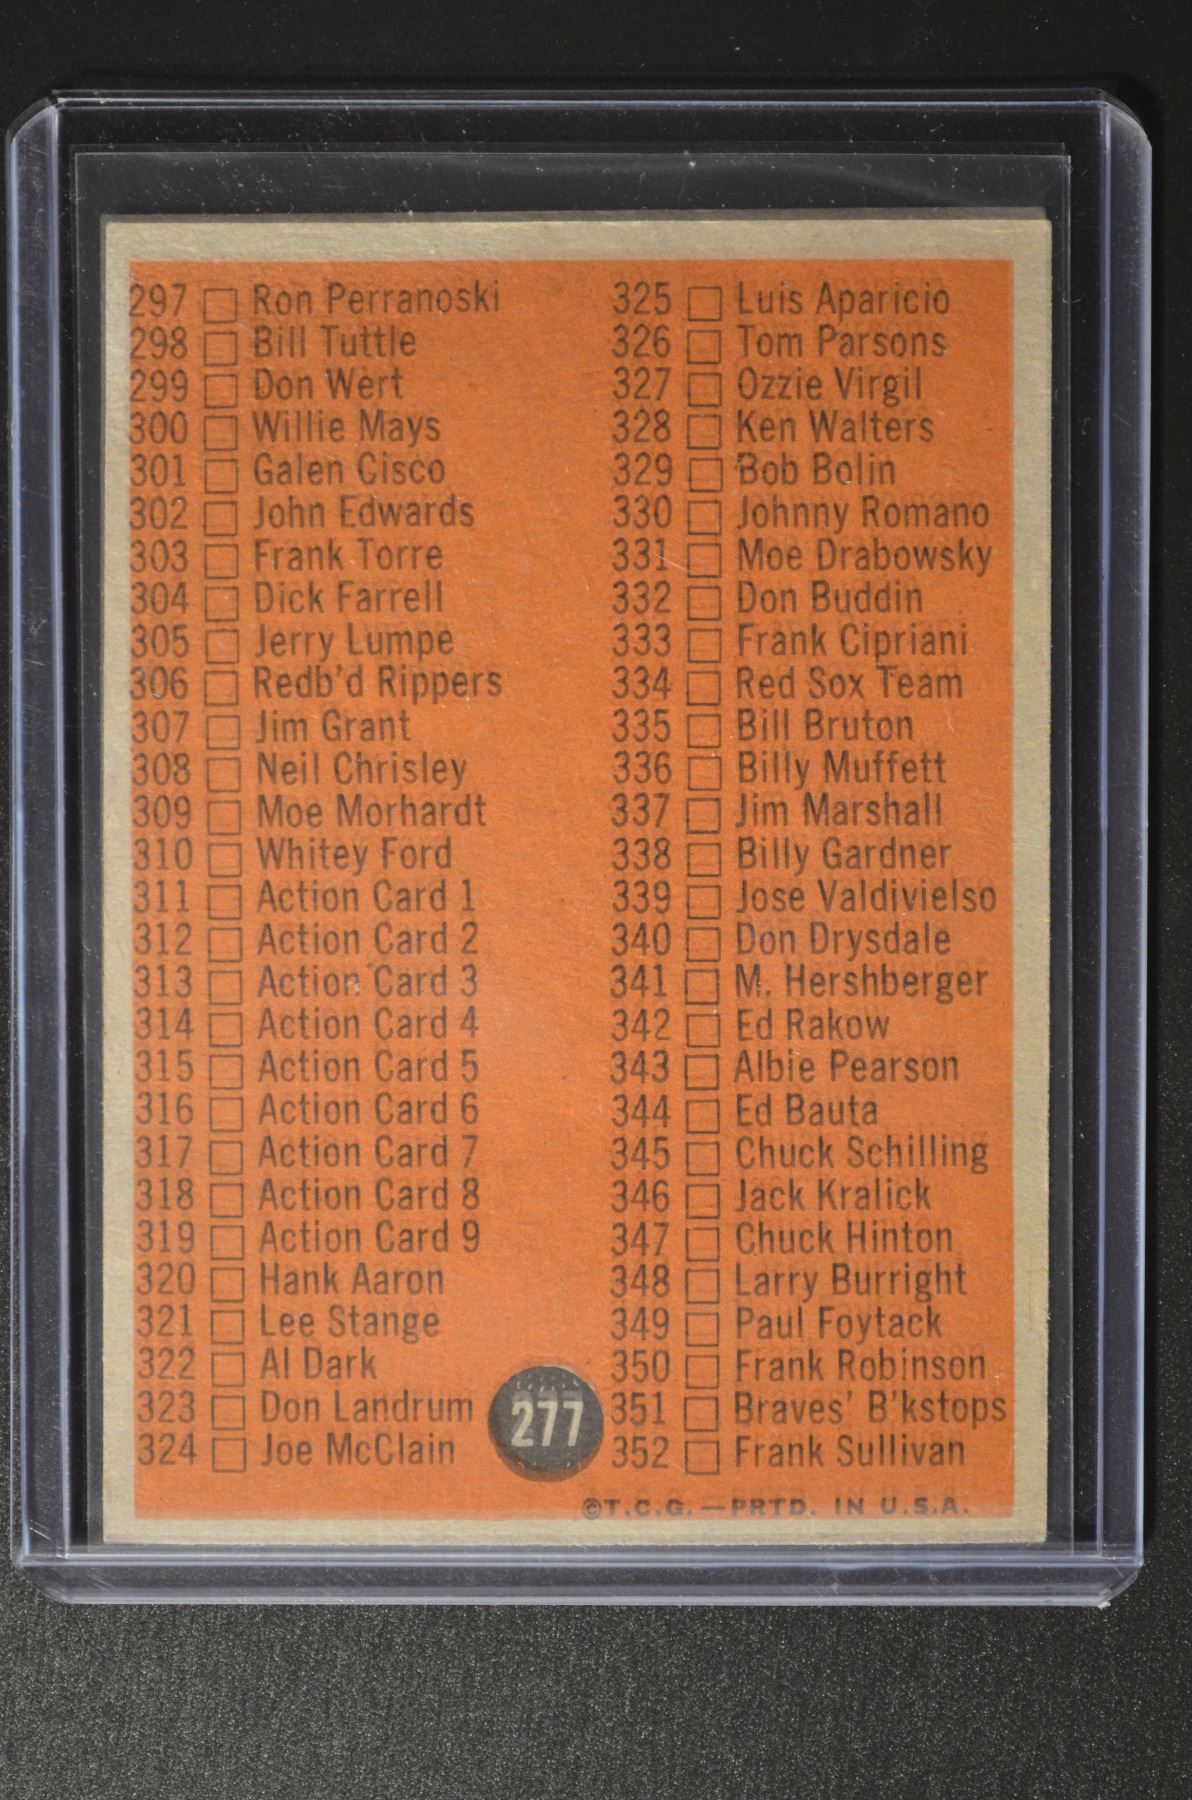 297 Ron Perranoski
298 Bill Tuttle
299 Don Wert
300 Willie Mays
301 Galen Cisco
302 John Edwards
303 Frank Torre
304 Dick Farrell
305 Jerry Lumpe
306 Redb'd Rippers
307 Jim Grant
308 Neil Chrisley
309 Moe Morhardt
310 Whitey Ford
311 Action Card 1
312 Action Card 2
313 Action Card 3
314 Action Card 4
315 Action Card 5
316 Action Card 6
317 Action Card 7
318 Action Card 8
319 Action Card 9
320 Hank Aaron
321 Lee Stange
322 Al Dark
323 Don Landrum
324 Joe McClain
277
325 Luis Aparicio
326 Tom Parsons
327 Ozzie Virgil
328 Ken Walters
329 Bob Bolin
330 Johnny Romano
331 Moe Drabowsky
332 Don Buddin
333 Frank Cipriani
334 Red Sox Team
335 Bill Bruton
336 Billy Muffett
337 Jim Marshall
338 Billy Gardner
339 Jose Valdivielso
340 Don Drysdale
341 M. Hershberger
342 Ed Rakow
343 Albie Pearson
344 Ed Bauta
345 Chuck Schilling
346 Jack Kralick
347 Chuck Hinton
348 Larry Burright
349 Paul Foytack
350 Frank Robinson
351 Braves' B'kstops
352 Frank Sullivan
©T.C.G.—PRTD. IN U.S.A.